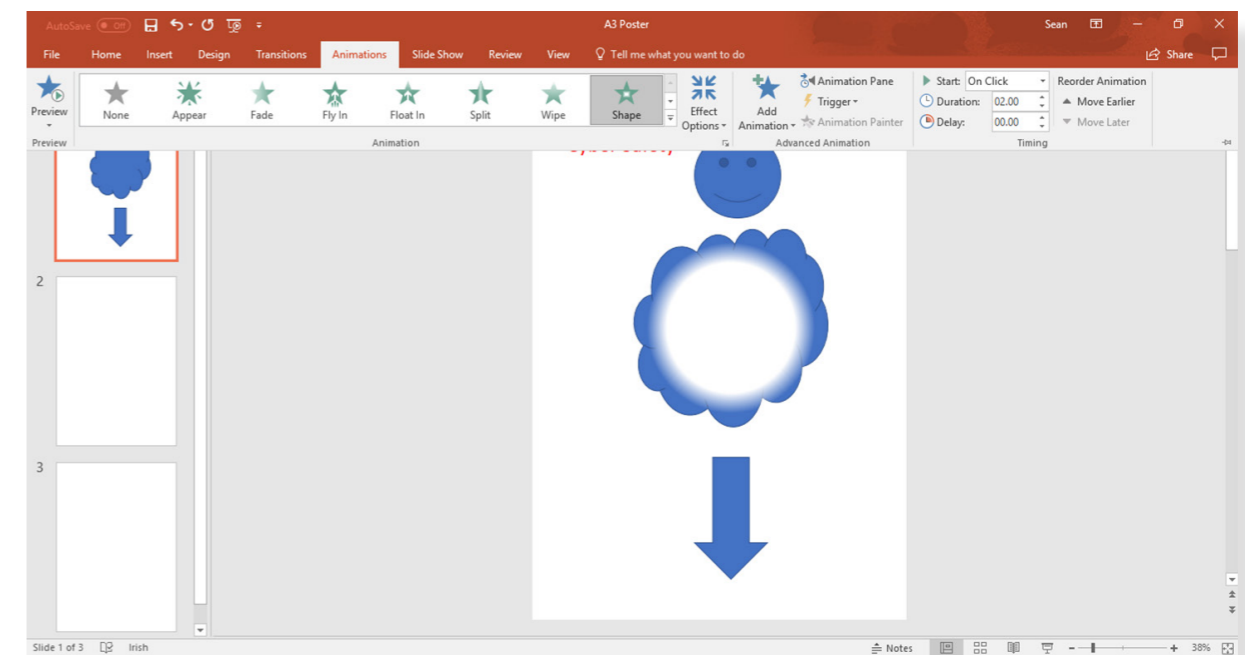 AutoSave Off A3 Poster Sean
File Home Insert Design Transitions Animations Slide Show Review View Tell me what you want to do Share
Preview None Appear Fade Fly In Float In Split Wipe Shape Effect Options Add Animation Animation Pane Trigger Animation Painter Start: On Click Duration: 02.00 Delay: 00.00 Reorder Animation Move Earlier Move Later
Preview Animation Advanced Animation Timing
Cyber Safety
2
3
Slide 1 of 3 Irish Notes 38%